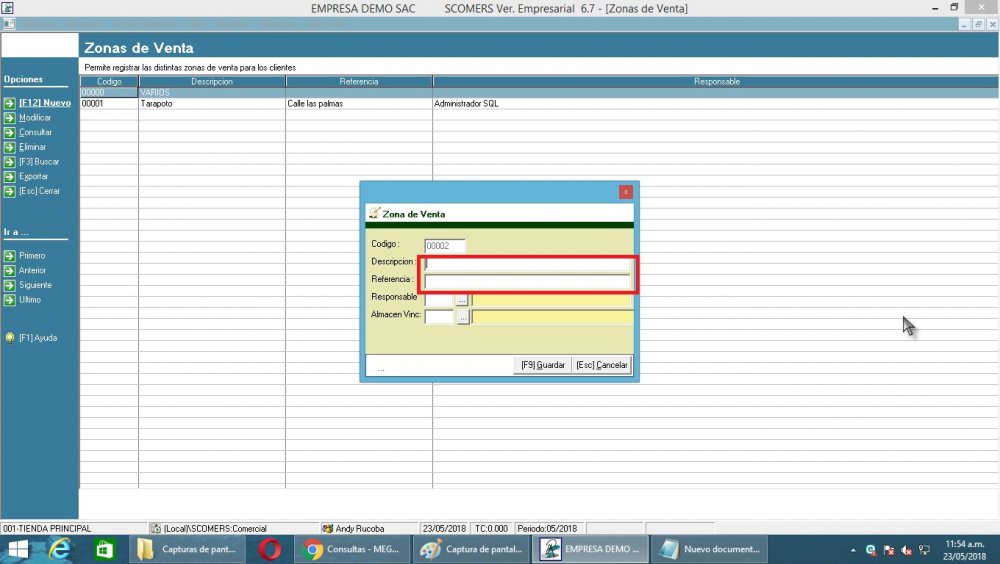 EMPRESA DEMO SAC SCOMERS Ver. Empresarial 6.7 - [Zonas de Venta]
Zonas de Venta
Permite registrar las distintas zonas de venta para los clientes
Opciones
[F12] Nuevo
Modificar
Consultar
Eliminar
[F3] Buscar
Exportar
[Esc] Cerrar
Ir a ...
Primero
Anterior
Siguiente
Ultimo
[F1] Ayuda
Codigo Descripcion Referencia Responsable
00000 VARIOS
00001 Tarapoto Calle las palmas Administrador SQL
Zona de Venta
Codigo : 00002
Descripcion :
Referencia :
Responsable ...
Almacen Vinc: ...
...
[F9] Guardar [Esc] Cancelar
001-TIENDA PRINCIPAL (Local)\SCOMERS:Comercial Andy Rucoba 23/05/2018 TC:0.000 Periodo:05/2018
Capturas de pant... Consultas - MEG... Captura de pantal... EMPRESA DEMO ... Nuevo document...
11:54 a.m.
23/05/2018